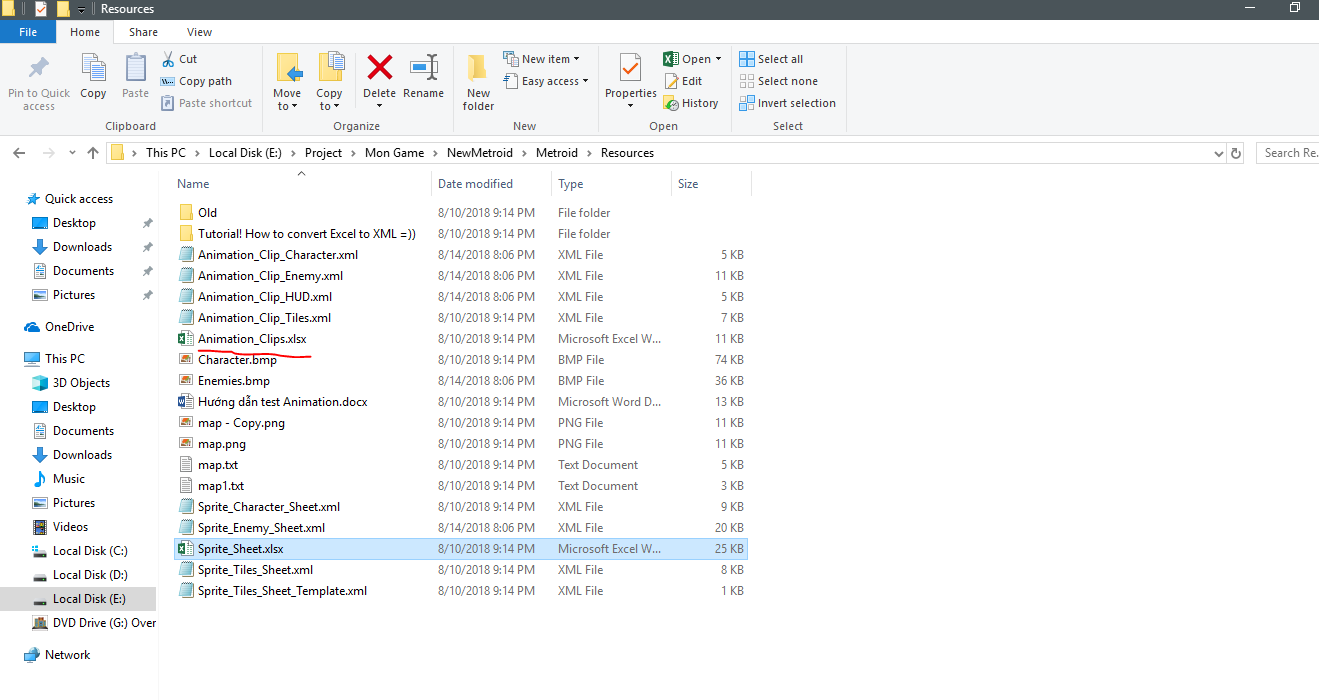 Resources
File Home Share View
Pin to Quick access
Copy
Paste
Cut
Copy path
Paste shortcut
Clipboard
Move to
Copy to
Delete
Rename
Organize
New folder
New item
Easy access
New
Properties
Open
Edit
History
Open
Select all
Select none
Invert selection
Select
This PC > Local Disk (E:) > Project > Mon Game > NewMetroid > Metroid > Resources
Search Re...
Quick access
Desktop
Downloads
Documents
Pictures
OneDrive
This PC
3D Objects
Desktop
Documents
Downloads
Music
Pictures
Videos
Local Disk (C:)
Local Disk (D:)
Local Disk (E:)
DVD Drive (G:) Over
Network
Name Date modified Type Size
Old 8/10/2018 9:14 PM File folder
Tutorial! How to convert Excel to XML =)) 8/10/2018 9:14 PM File folder
Animation_Clip_Character.xml 8/14/2018 8:06 PM XML File 5 KB
Animation_Clip_Enemy.xml 8/14/2018 8:06 PM XML File 11 KB
Animation_Clip_HUD.xml 8/14/2018 8:06 PM XML File 5 KB
Animation_Clip_Tiles.xml 8/14/2018 8:06 PM XML File 7 KB
Animation_Clips.xlsx 8/10/2018 9:14 PM Microsoft Excel W... 11 KB
Character.bmp 8/10/2018 9:14 PM BMP File 74 KB
Enemies.bmp 8/14/2018 8:06 PM BMP File 36 KB
Hướng dẫn test Animation.docx 8/10/2018 9:14 PM Microsoft Word D... 13 KB
map - Copy.png 8/10/2018 9:14 PM PNG File 11 KB
map.png 8/10/2018 9:14 PM PNG File 11 KB
map.txt 8/10/2018 9:14 PM Text Document 5 KB
map1.txt 8/10/2018 9:14 PM Text Document 3 KB
Sprite_Character_Sheet.xml 8/10/2018 9:14 PM XML File 9 KB
Sprite_Enemy_Sheet.xml 8/14/2018 8:06 PM XML File 20 KB
Sprite_Sheet.xlsx 8/10/2018 9:14 PM Microsoft Excel W... 25 KB
Sprite_Tiles_Sheet.xml 8/10/2018 9:14 PM XML File 8 KB
Sprite_Tiles_Sheet_Template.xml 8/10/2018 9:14 PM XML File 1 KB